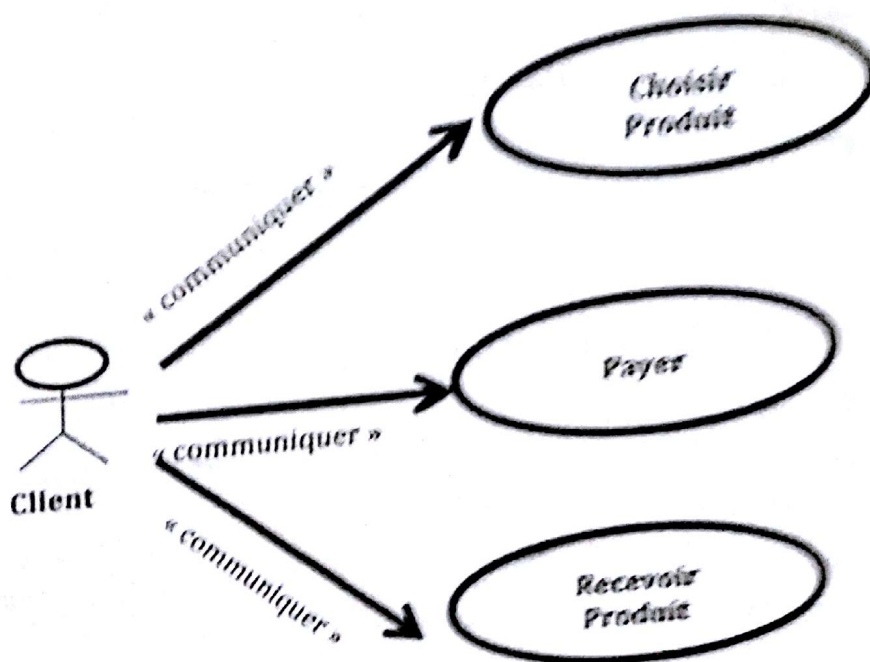 Choisir
Produit
« communiquer »
Payer
« communiquer »
Client
« communiquer »
Recevoir
Produit